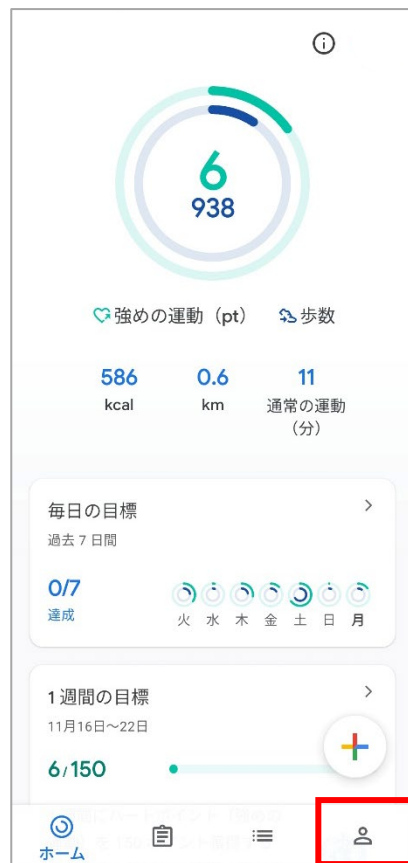 6
938
強めの運動（pt） 歩数
586 0.6 11
kcal km 通常の運動
（分）
毎日の目標
過去 7 日間
0/7
達成
火 水 木 金 土 日 月
1 週間の目標
11月16日～22日
6/150
ホーム